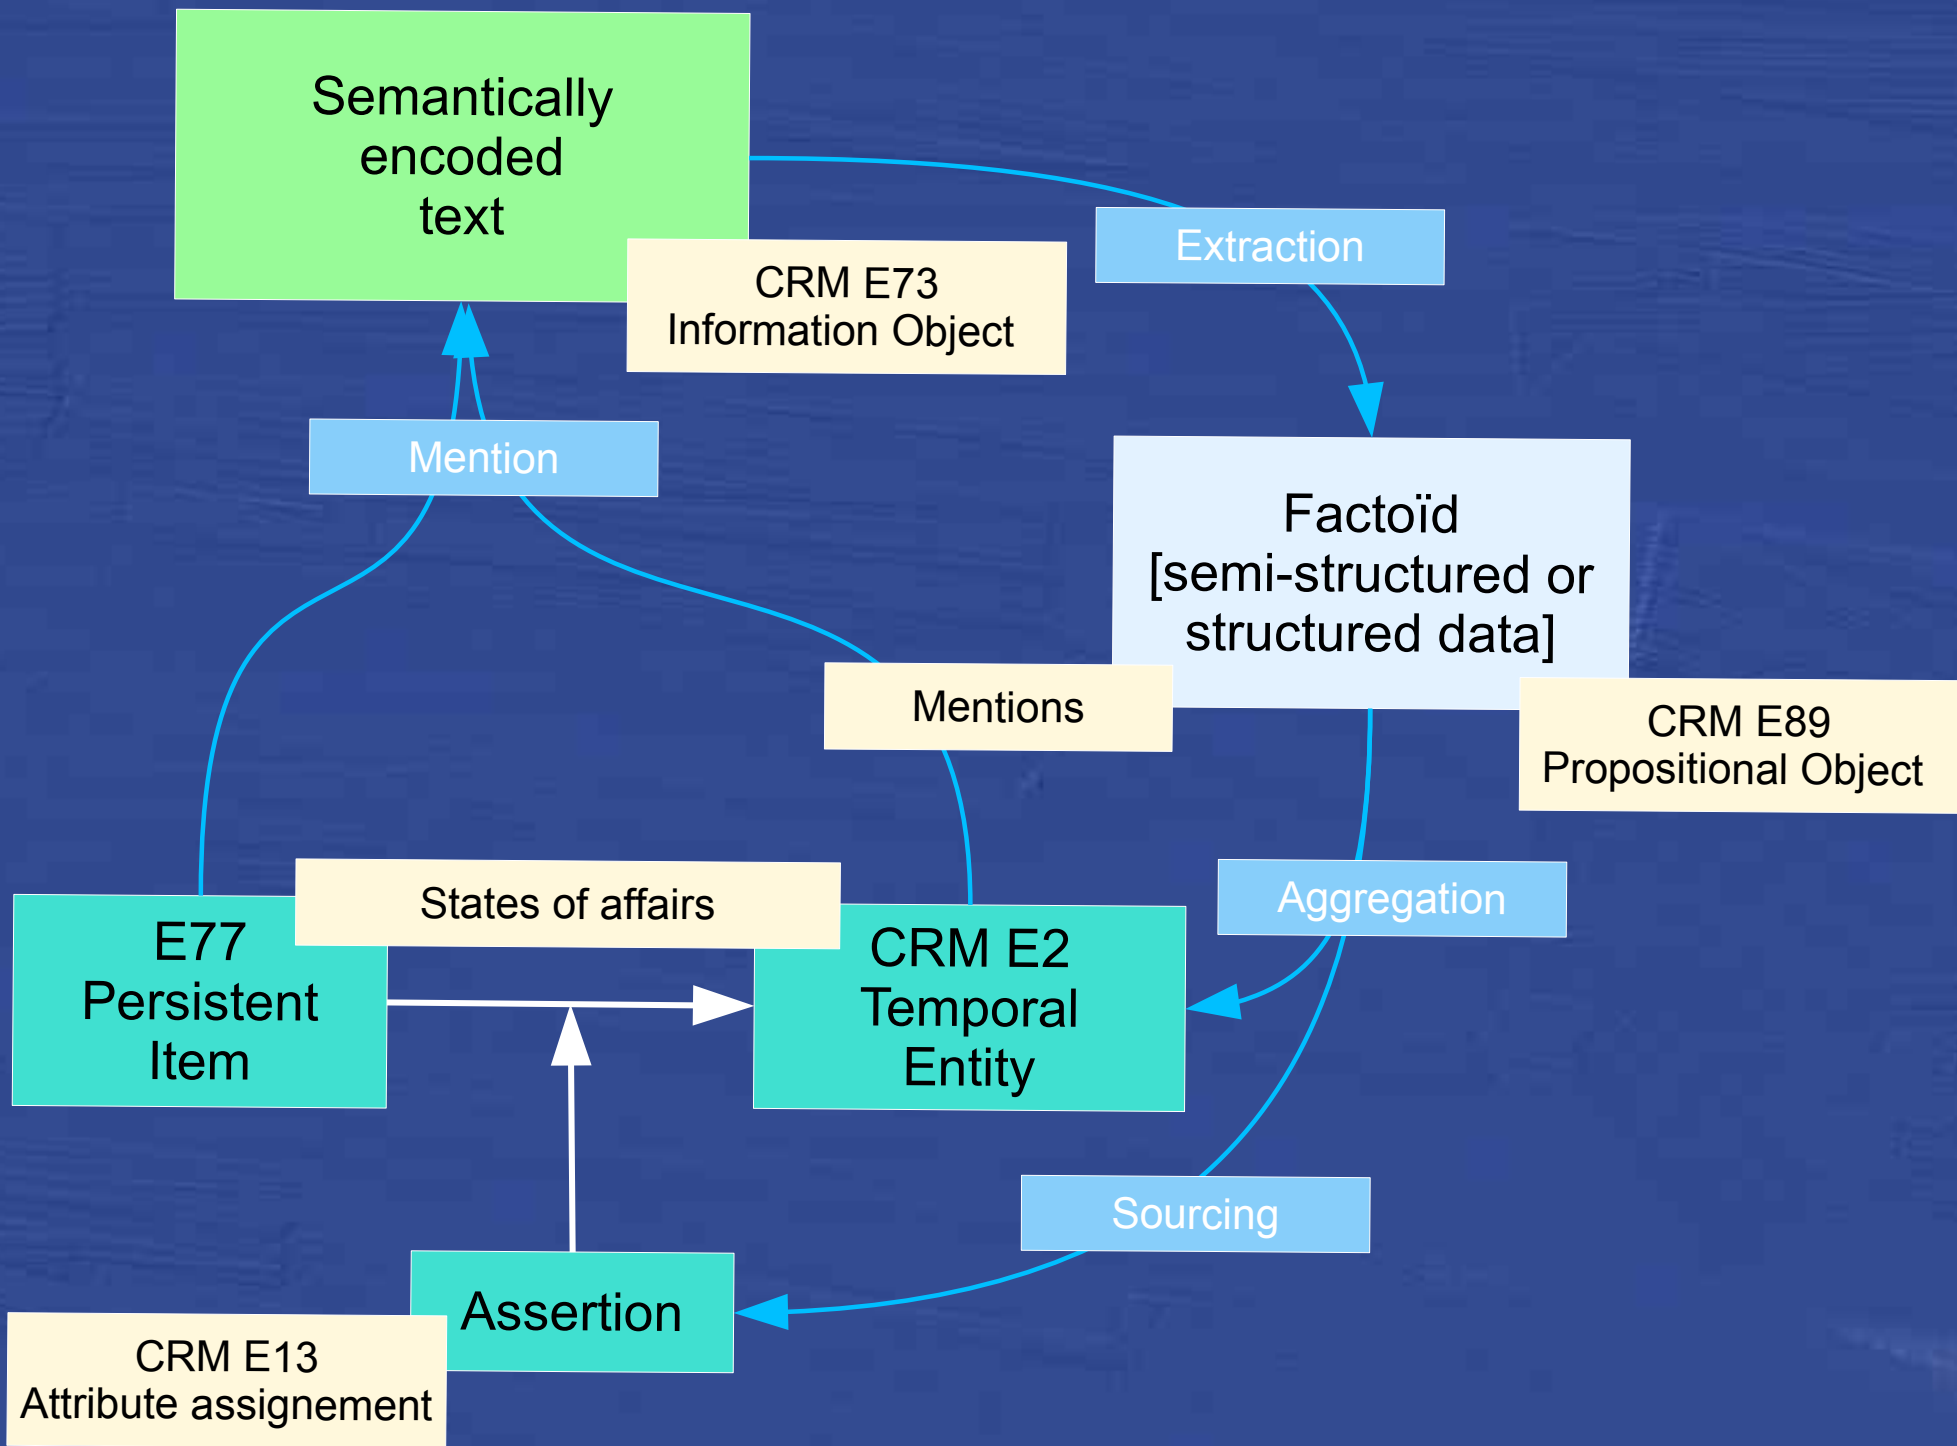 Semantically
encoded
text
CRM E73
Information Object
Extraction
Mention
Factoïd
[semi-structured or
structured data]
Mentions
CRM E89
Propositional Object
States of affairs
Aggregation
E77
Persistent
Item
CRM E2
Temporal
Entity
Sourcing
Assertion
CRM E13
Attribute assignement